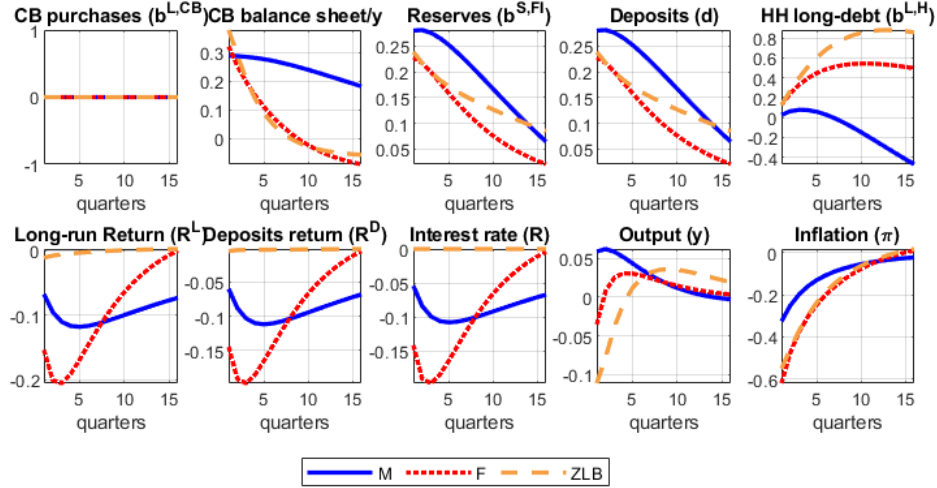 CB purchases (b^{L,CB}) CB balance sheet/y Reserves (b^{S,FI}) Deposits (d) HH long-debt (b^{L,H})
1
0
-1
5 10 15
quarters
0.3
0.2
0.1
0
5 10 15
quarters
0.25
0.2
0.15
0.1
0.05
5 10 15
quarters
0.25
0.2
0.15
0.1
0.05
5 10 15
quarters
0.8
0.6
0.4
0.2
0
-0.2
-0.4
5 10 15
quarters
Long-run Return (R^L) Deposits return (R^D) Interest rate (R) Output (y) Inflation (π)
0
-0.1
-0.2
5 10 15
quarters
0
-0.05
-0.1
-0.15
5 10 15
quarters
0
-0.05
-0.1
-0.15
5 10 15
quarters
0.05
0
-0.05
-0.1
5 10 15
quarters
0
-0.2
-0.4
-0.6
5 10 15
quarters
M F ZLB